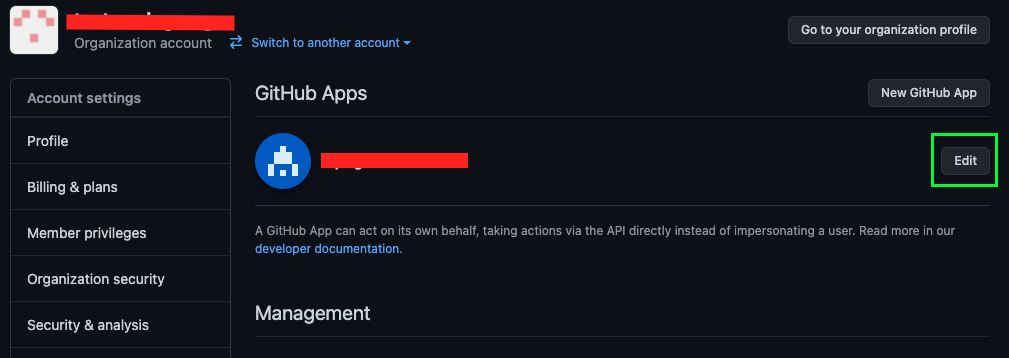 Organization account Switch to another account
Go to your organization profile
Account settings
Profile
Billing & plans
Member privileges
Organization security
Security & analysis
GitHub Apps
New GitHub App
Edit
A GitHub App can act on its own behalf, taking actions via the API directly instead of impersonating a user. Read more in our
developer documentation.
Management